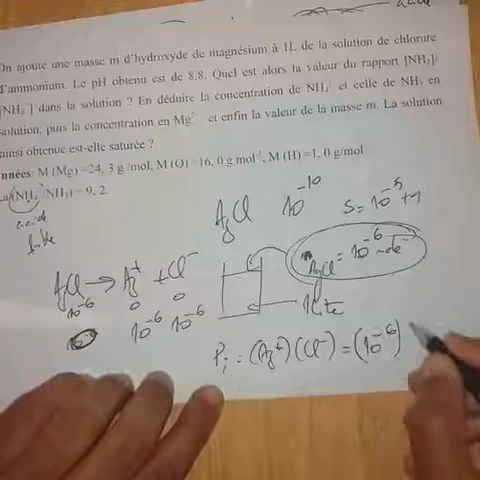 On ajoute une masse m d'hydroxyde de magnésium à 1L de la solution de chlorure
d'ammonium. Le pH obtenu est de 8,8. Quel est alors la valeur du rapport [NH₃]/
[NH₄⁺] dans la solution ? En déduire la concentration de NH₄⁺ et celle de NH₃ en
solution, puis la concentration en Mg²⁺ et enfin la valeur de la masse m. La solution
ainsi obtenue est-elle saturée ?
nnées: M (Mg) =24, 3 g /mol, M (O) =16, 0 g mol⁻¹, M (H) =1, 0 g/mol
a (NH₄⁺ NH₃) = 9, 2.
acide
faible
AgCl 10⁻¹⁰ S = 10⁻⁵ M
AgCl = 10⁻⁶ mole
AgCl → Ag⁺ + Cl⁻
10⁻⁶ 0 0
10⁻⁶ 10⁻⁶
Pi = (Ag⁺) (Cl⁻) = (10⁻⁶)